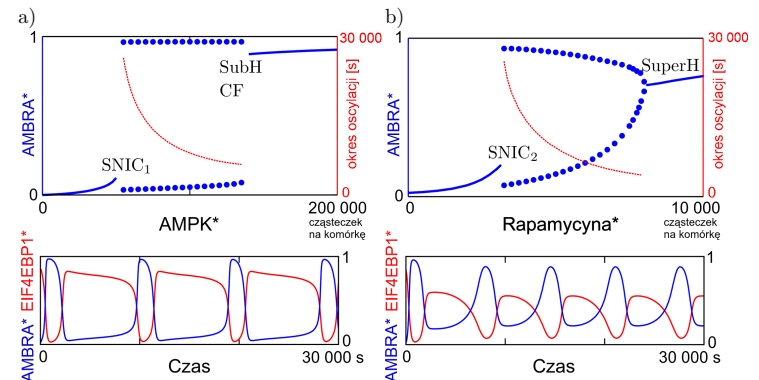 a)
1
AMBRA*
0
SNIC1
SubH
CF
30 000
okres oscylacji [s]
0
0
AMPK*
200 000
cząsteczek
na komórkę
AMBRA* EIF4EBP1*
1
0
0
Czas
30 000 s
b)
1
AMBRA*
0
SNIC2
SuperH
30 000
okres oscylacji [s]
0
0
Rapamycyna*
10 000
cząsteczek
na komórkę
AMBRA* EIF4EBP1*
1
0
0
Czas
30 000 s